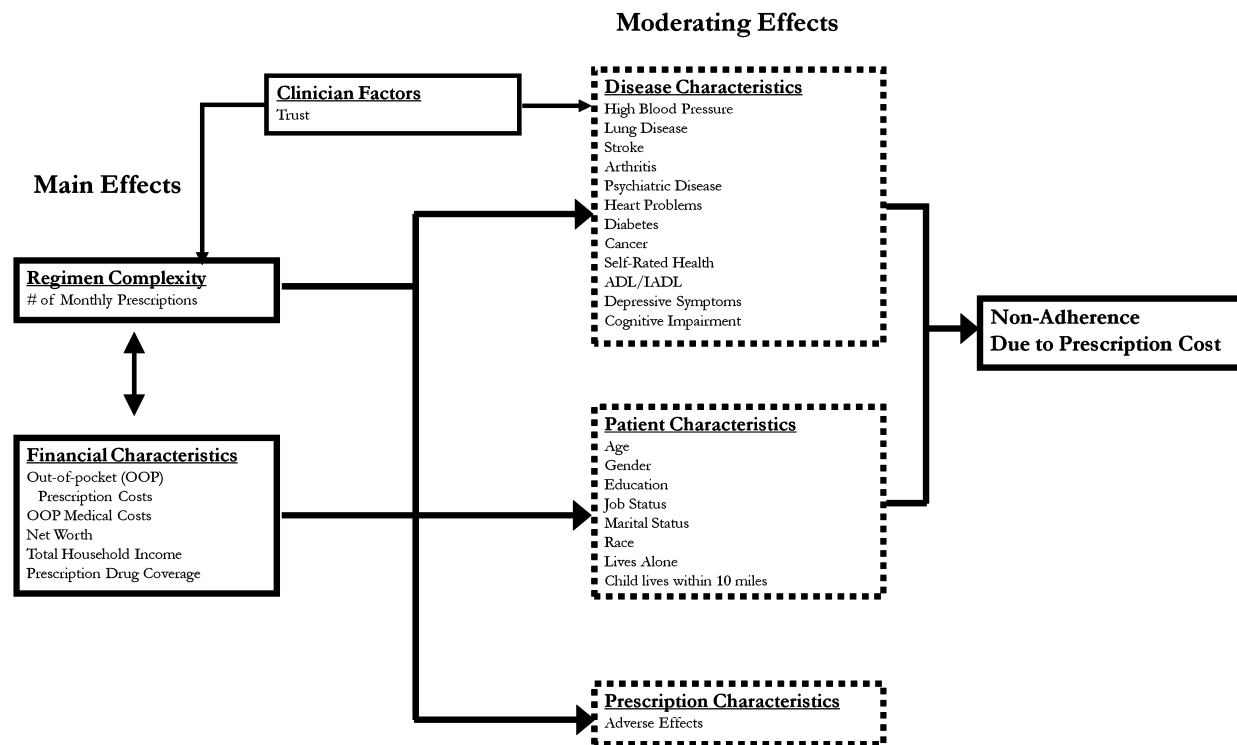 Moderating Effects
Clinician Factors
Trust
Main Effects
Regimen Complexity
# of Monthly Prescriptions
Financial Characteristics
Out-of-pocket (OOP)
Prescription Costs
OOP Medical Costs
Net Worth
Total Household Income
Prescription Drug Coverage
Disease Characteristics
High Blood Pressure
Lung Disease
Stroke
Arthritis
Psychiatric Disease
Heart Problems
Diabetes
Cancer
Self-Rated Health
ADL/IADL
Depressive Symptoms
Cognitive Impairment
Patient Characteristics
Age
Gender
Education
Job Status
Marital Status
Race
Lives Alone
Child lives within 10 miles
Prescription Characteristics
Adverse Effects
Non-Adherence
Due to Prescription Cost